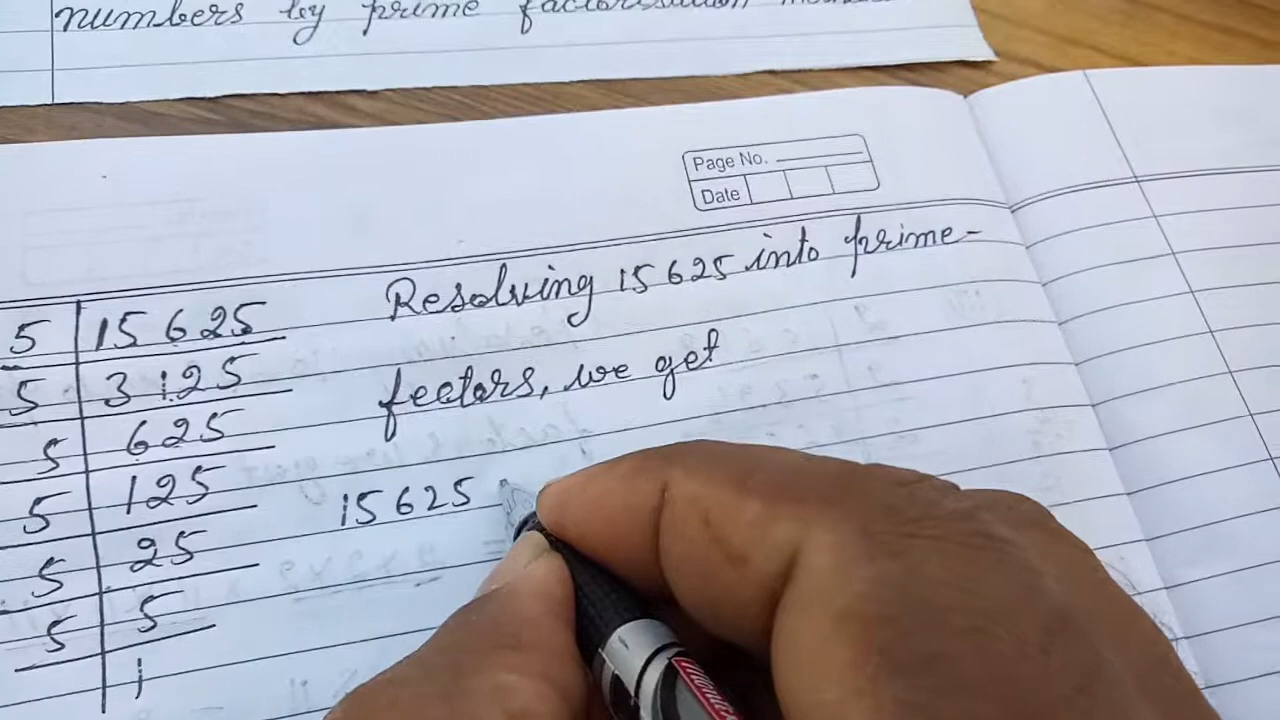 numbers by prime factorisation
Page No.
Date
Resolving 15625 into prime-
feetors, we get
15625
5 | 15625
5 | 3125
5 | 625
5 | 125
5 | 25
5 | 5
1